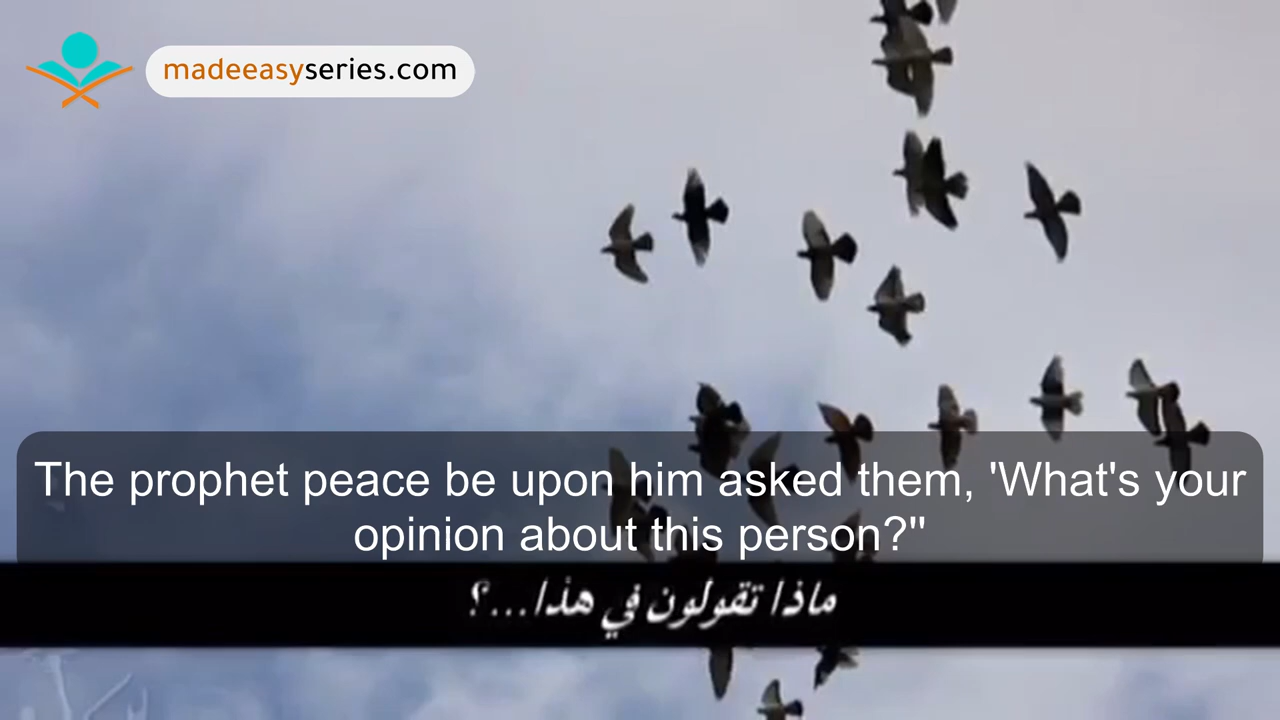 madeeasyseries.com
The prophet peace be upon him asked them, 'What's your
opinion about this person?"
ماذا تقولون في هذا...؟